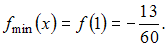 f_min(x) = f(1) = -13/60.